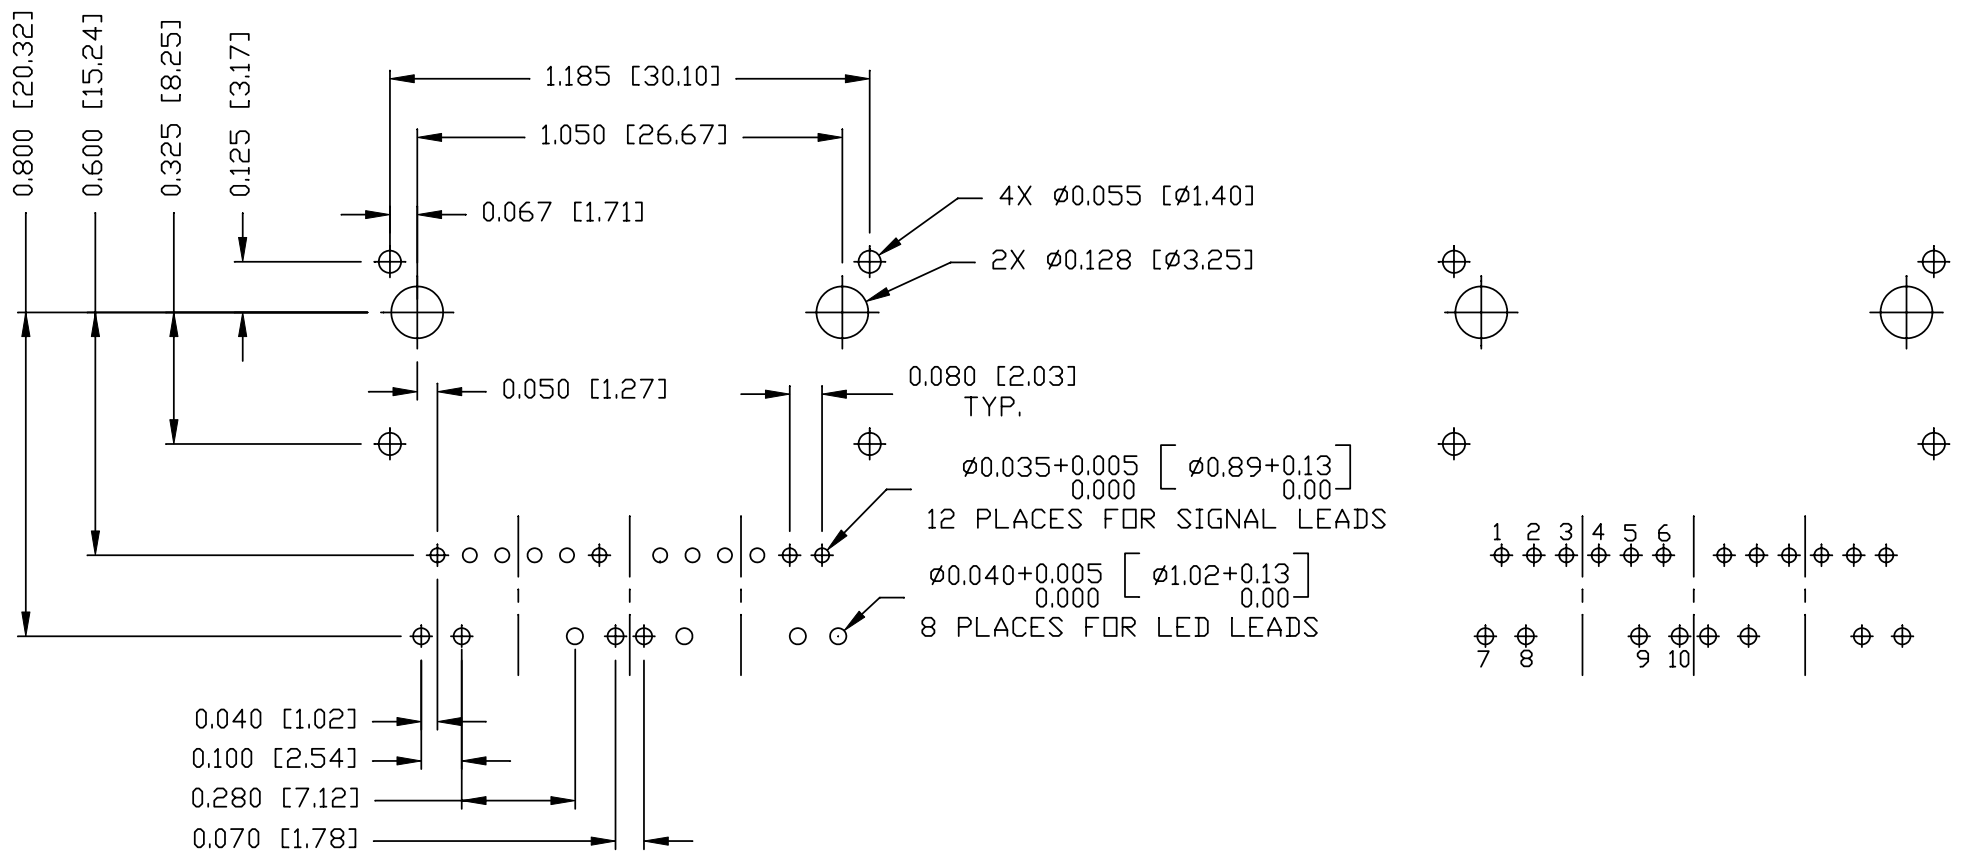 0.800 [20.32]
0.600 [15.24]
0.325 [8.25]
0.125 [3.17]
1.185 [30.10]
1.050 [26.67]
0.067 [1.71]
4X Ø0.055 [Ø1.40]
2X Ø0.128 [Ø3.25]
0.050 [1.27]
0.080 [2.03]
TYP.
Ø0.035+0.005 [Ø0.89+0.13]
0.000 0.00
12 PLACES FOR SIGNAL LEADS
Ø0.040+0.005 [Ø1.02+0.13]
0.000 0.00
8 PLACES FOR LED LEADS
0.040 [1.02]
0.100 [2.54]
0.280 [7.12]
0.070 [1.78]
1 2 3 4 5 6
7 8 9 10